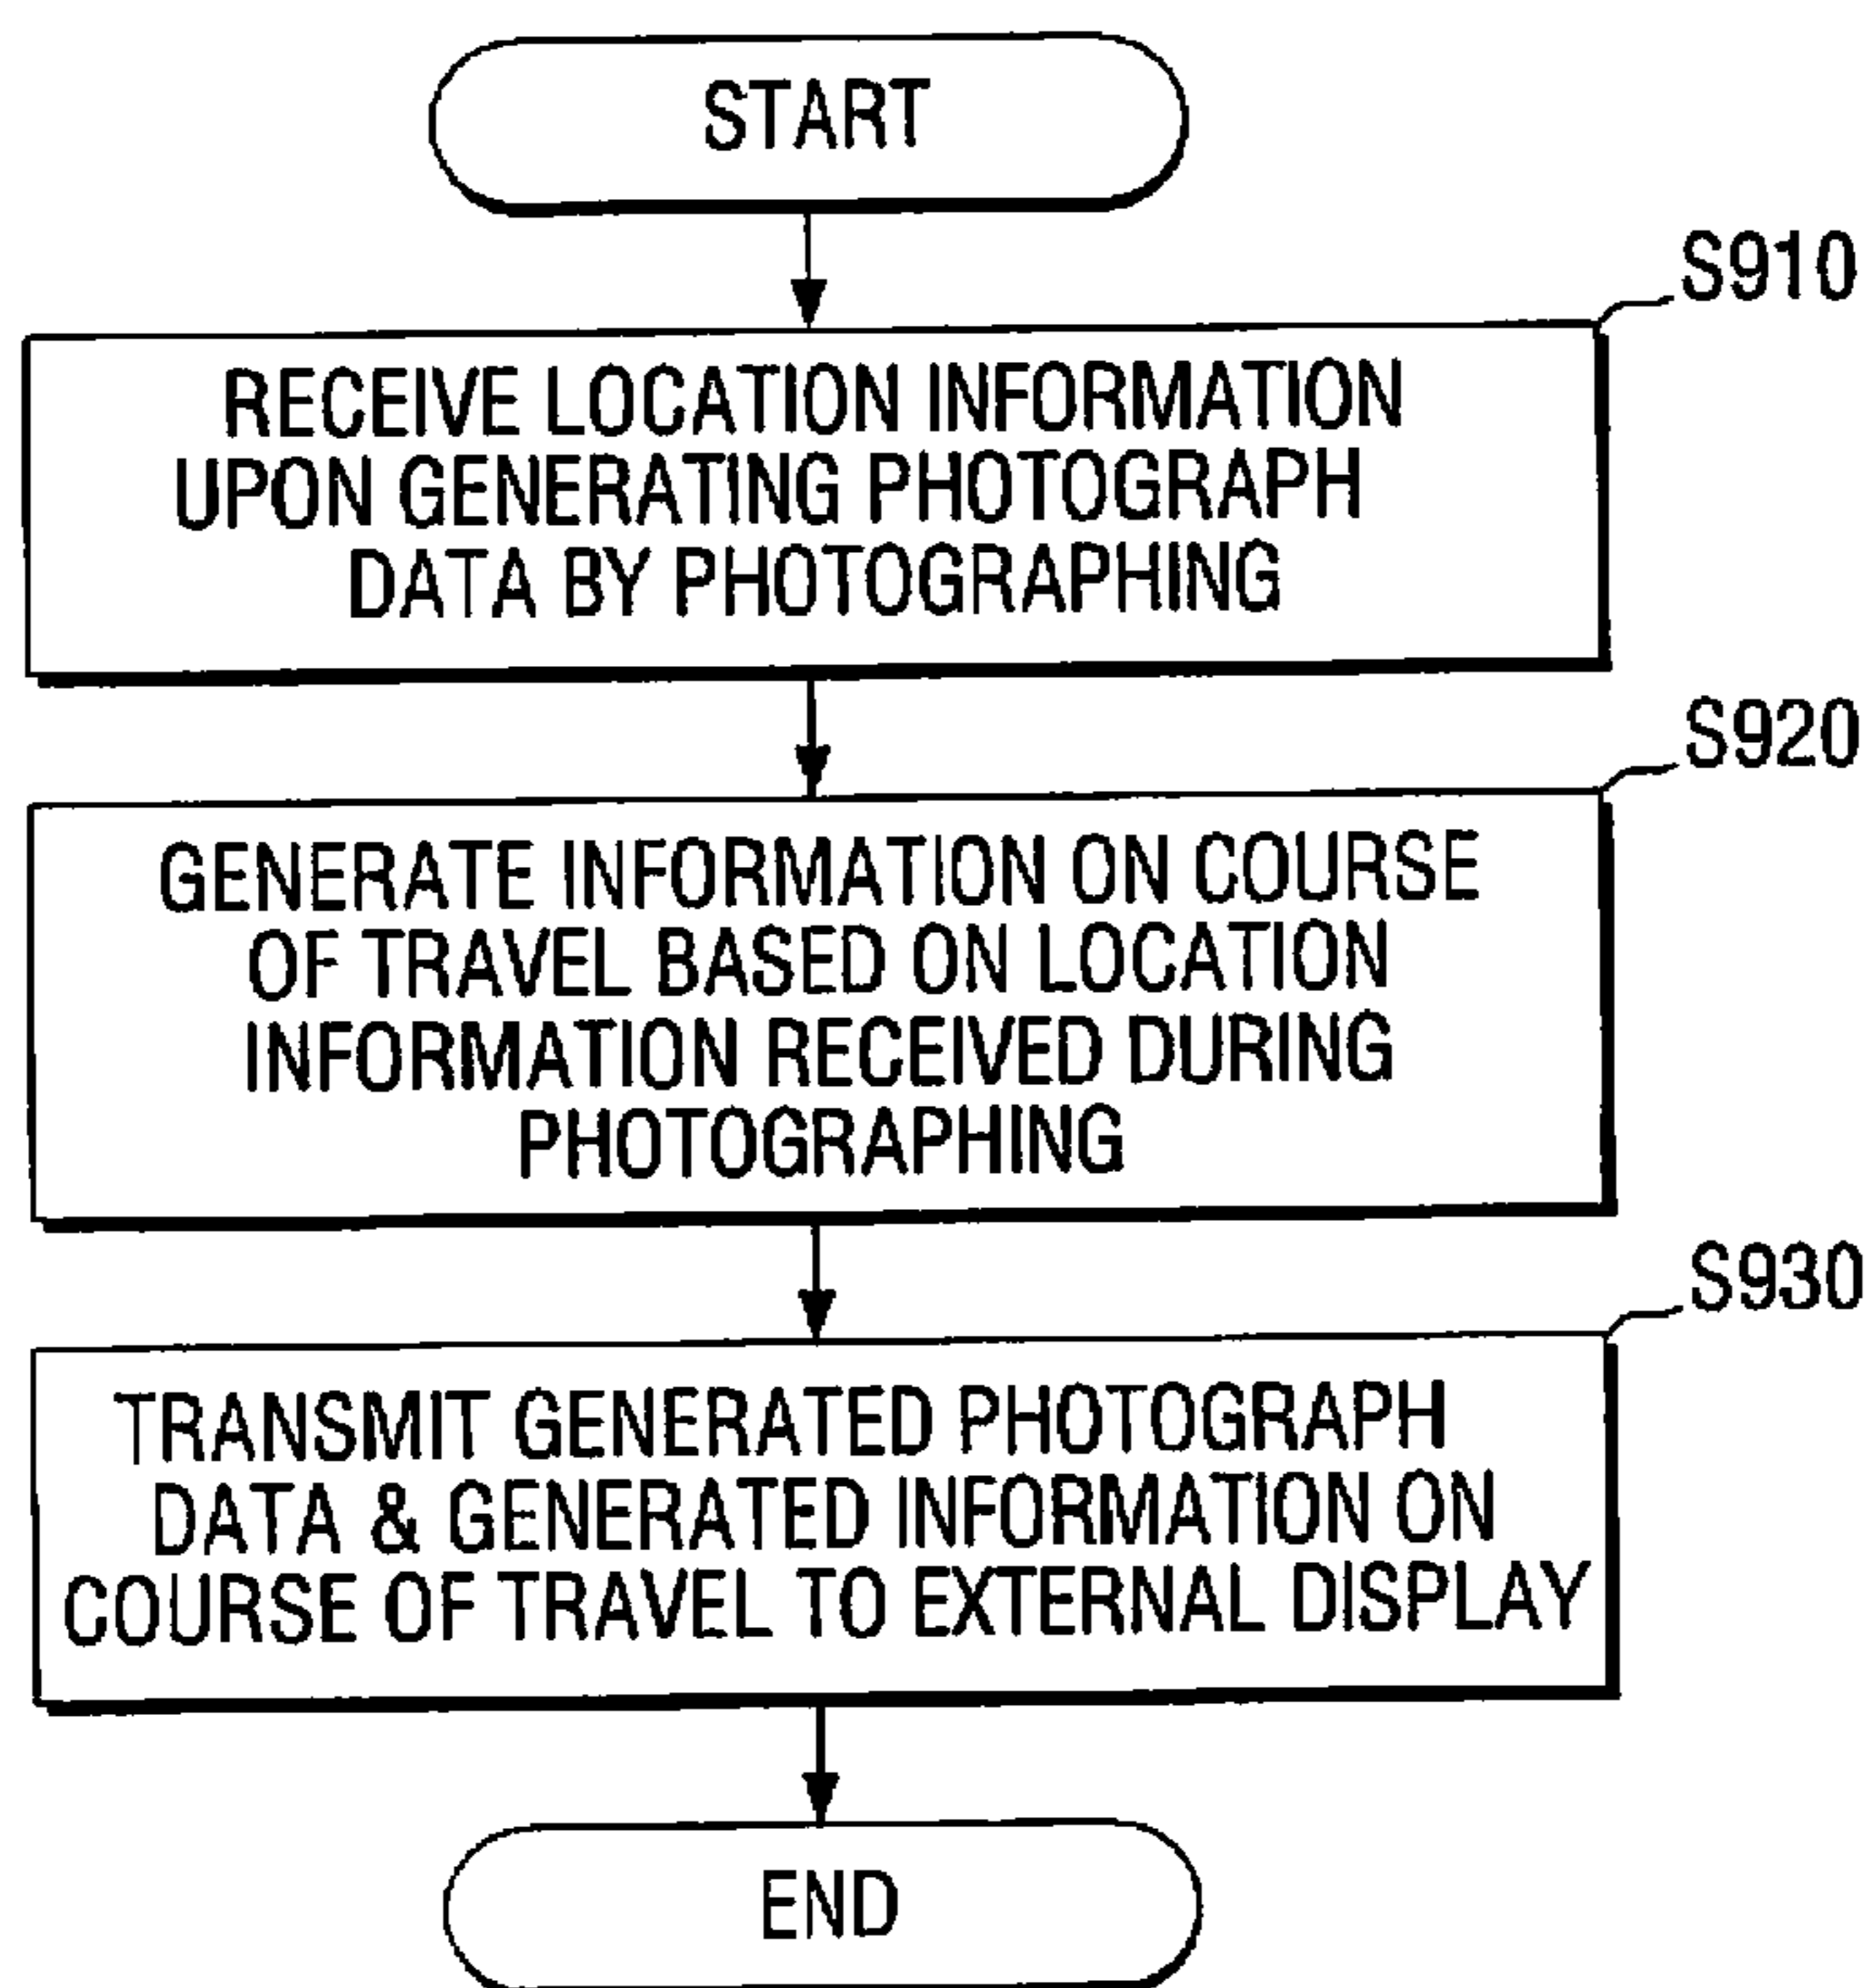 START
S910
RECEIVE LOCATION INFORMATION
UPON GENERATING PHOTOGRAPH
DATA BY PHOTOGRAPHING
S920
GENERATE INFORMATION ON COURSE
OF TRAVEL BASED ON LOCATION
INFORMATION RECEIVED DURING
PHOTOGRAPHING
S930
TRANSMIT GENERATED PHOTOGRAPH
DATA & GENERATED INFORMATION ON
COURSE OF TRAVEL TO EXTERNAL DISPLAY
END